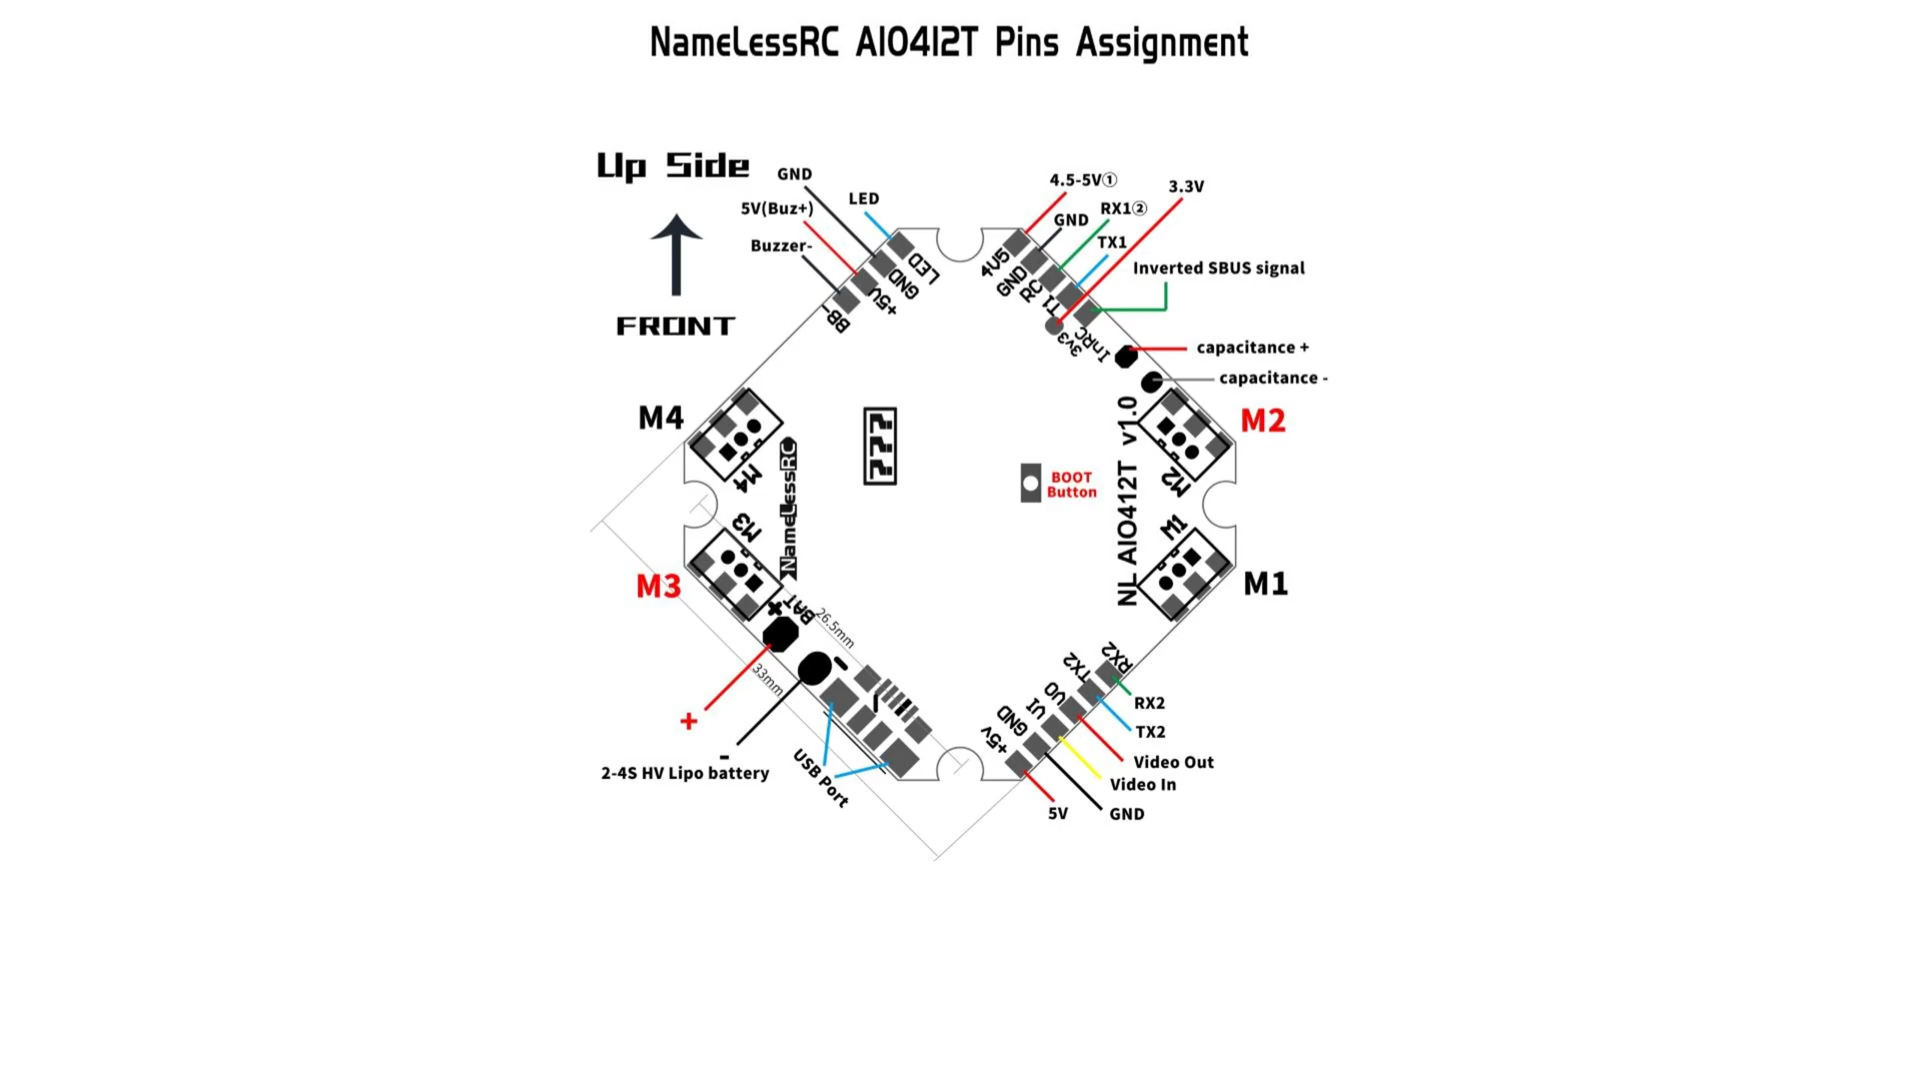 NameLessRC AIO412T Pins Assignment
Up Side
FRONT
GND
LED
5V(Buz+)
Buzzer-
LED
GND
+5V
BB-
4.5-5V①
3.3V
RX1②
GND
TX1
Inverted SBUS signal
4V5
GND
RC
T1
3v3
InRC
capacitance +
capacitance -
M4
M4
M2
M2
???
BOOT
Button
NameLessRC
NL AIO412T v1.0
M3
M3
M1
M1
BAT
+
-
26.5mm
33mm
+
-
2-4S HV Lipo battery
USB Port
RX2
TX2
VO
VI
GND
+5v
RX2
TX2
Video Out
Video In
GND
5V